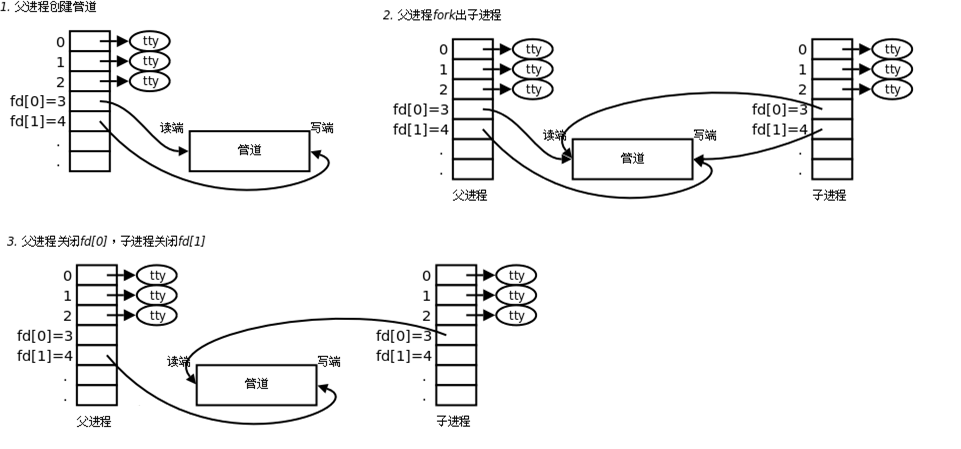 1. 父进程创建管道
0 tty
1 tty
2 tty
fd[0]=3
fd[1]=4
.
.
读端
写端
管道
2. 父进程fork出子进程
0 tty
1 tty
2 tty
fd[0]=3
fd[1]=4
.
.
父进程
读端
写端
管道
0 tty
1 tty
2 tty
fd[0]=3
fd[1]=4
.
.
子进程
3. 父进程关闭fd[0]，子进程关闭fd[1]
0 tty
1 tty
2 tty
fd[0]=3
fd[1]=4
.
.
父进程
读端
写端
管道
0 tty
1 tty
2 tty
fd[0]=3
fd[1]=4
.
.
子进程